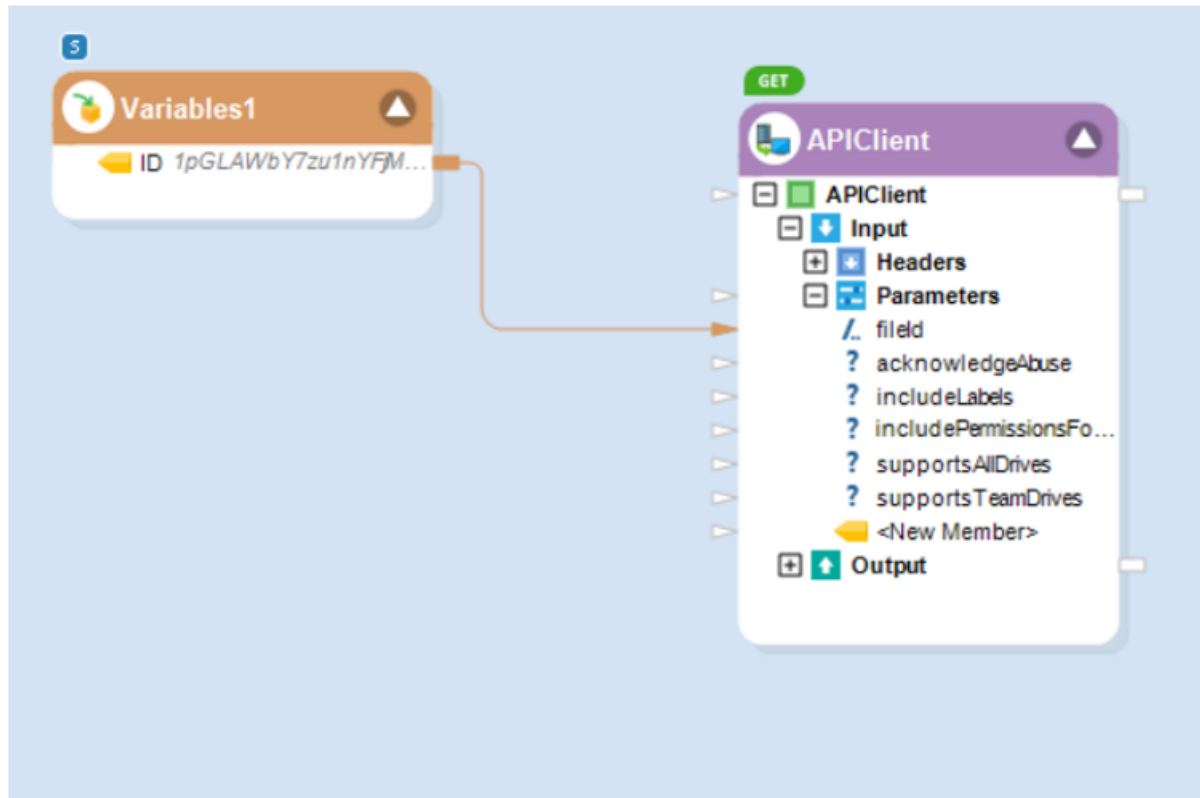 S
Variables1
ID 1pGLAWbY7zu1nYFjM...
GET
APIClient
APIClient
Input
Headers
Parameters
fileId
? acknowledgeAbuse
? includeLabels
? includePermissionsFo...
? supportsAllDrives
? supportsTeamDrives
<New Member>
Output